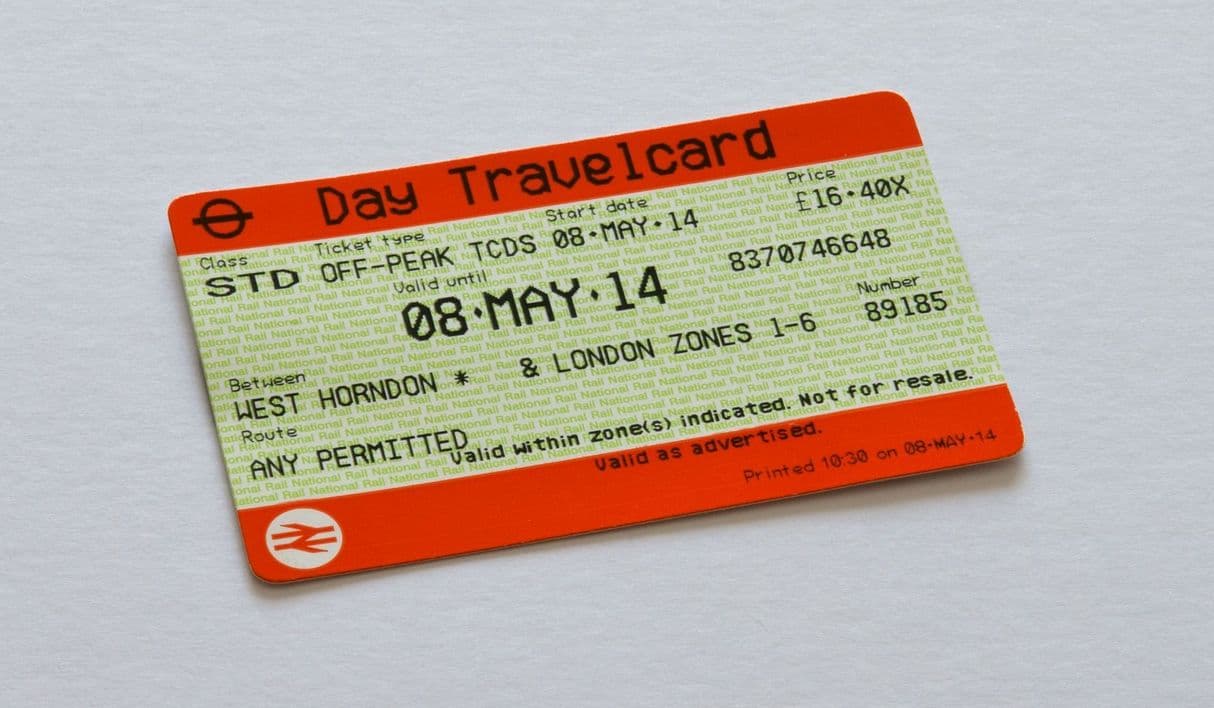 Day Travelcard
Class Ticket type Start date Price
STD OFF-PEAK TCDS 08·MAY·14 £16·40X
Valid until
08·MAY·14 8370746648
Between Number
WEST HORNDON * & LONDON ZONES 1-6 89185
Route
ANY PERMITTED Valid within zone(s) indicated. Not for resale.
Valid as advertised.
Printed 10:30 on 08·MAY·14
National Rail